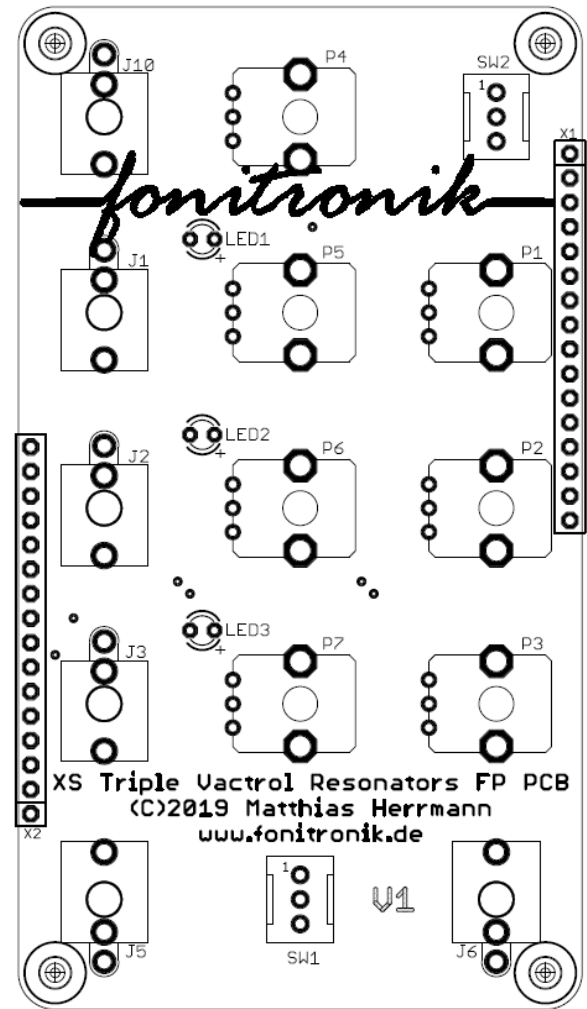 J10
P4
SW2
1
X1
fonitronik
LED1
J1
P5
P1
LED2
J2
P6
P2
LED3
J3
P7
P3
XS Triple Vactrol Resonators FP PCB
(C)2019 Matthias Herrmann
www.fonitronik.de
X2
1
V1
J5
SW1
J6